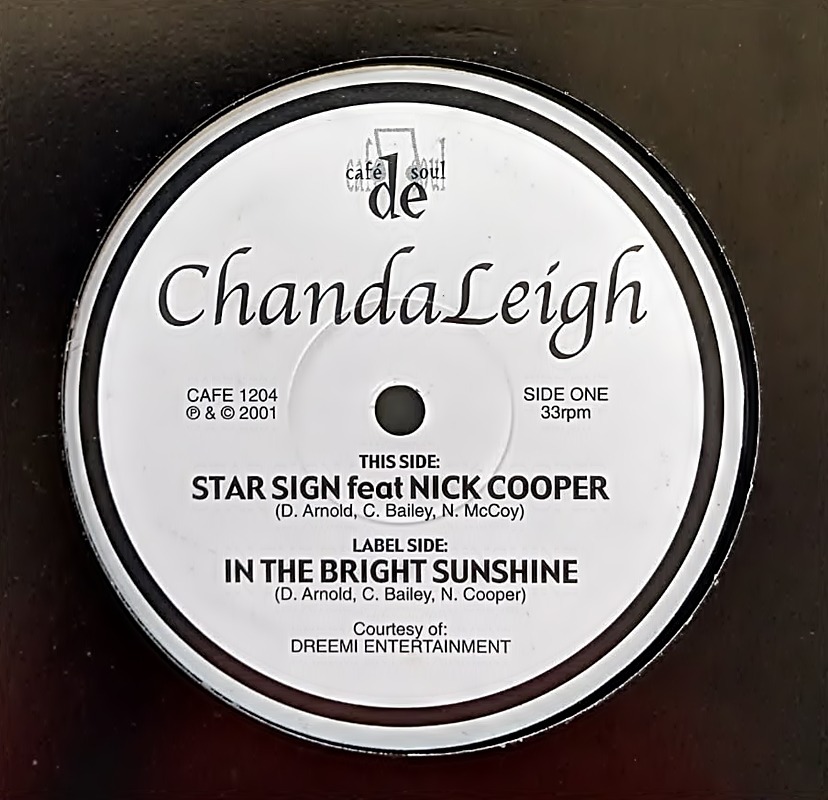 café de soul
ChandaLeigh
CAFE 1204
℗ & © 2001
SIDE ONE
33rpm
THIS SIDE:
STAR SIGN feat NICK COOPER
(D. Arnold, C. Bailey, N. McCoy)
LABEL SIDE:
IN THE BRIGHT SUNSHINE
(D. Arnold, C. Bailey, N. Cooper)
Courtesy of:
DREEMI ENTERTAINMENT